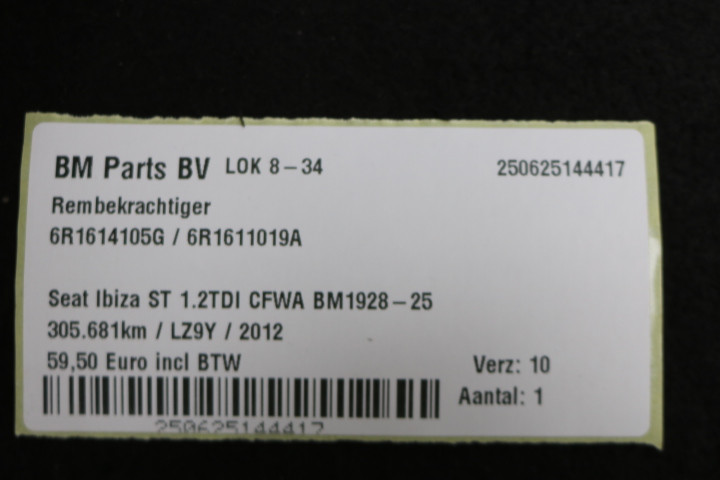 BM Parts BV LOK 8-34 250625144417
Rembekrachtiger
6R1614105G / 6R1611019A
Seat Ibiza ST 1.2TDI CFWA BM1928-25
305.681km / LZ9Y / 2012
59,50 Euro incl BTW Verz: 10
Aantal: 1
250625144417